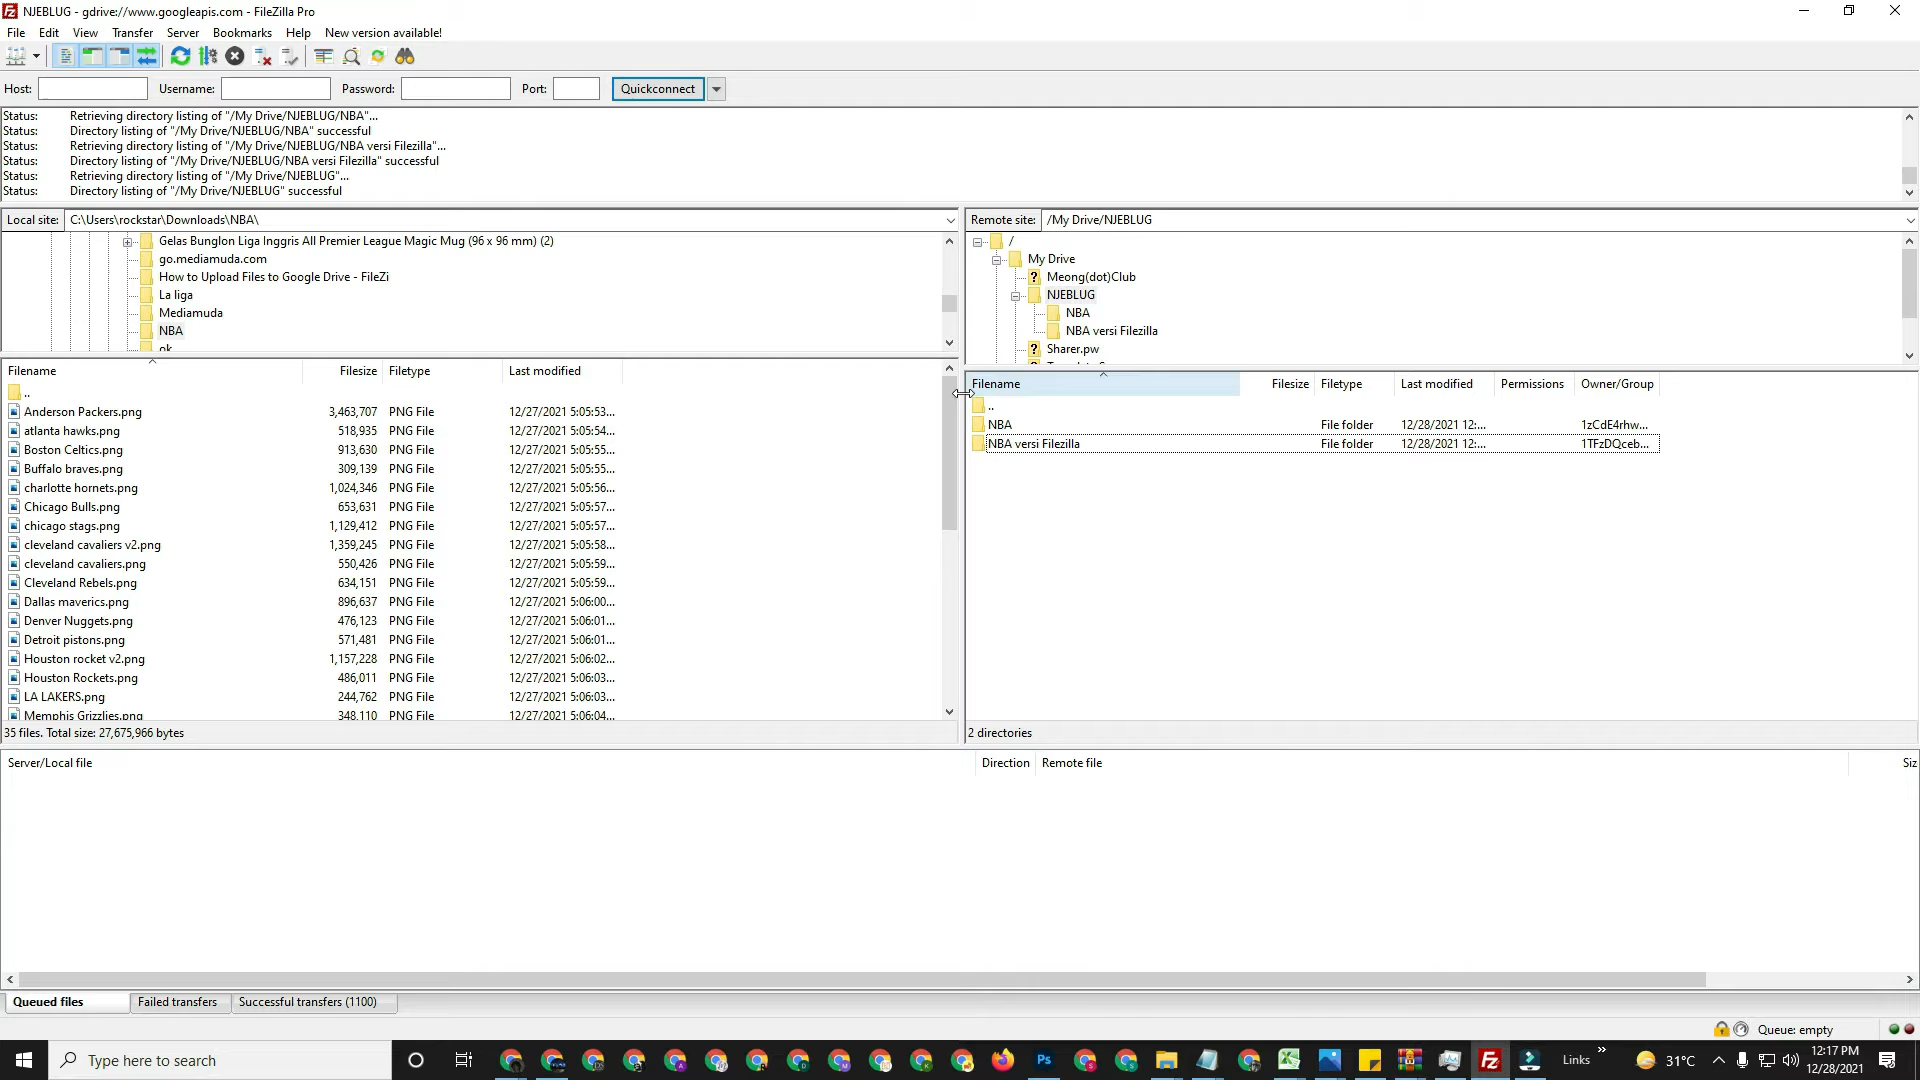 NJEBLUG - gdrive://www.googleapis.com - FileZilla Pro
File Edit View Transfer Server Bookmarks Help New version available!
Host: Username: Password: Port: Quickconnect
Status: Retrieving directory listing of "/My Drive/NJEBLUG/NBA"...
Status: Directory listing of "/My Drive/NJEBLUG/NBA" successful
Status: Retrieving directory listing of "/My Drive/NJEBLUG/NBA versi Filezilla"...
Status: Directory listing of "/My Drive/NJEBLUG/NBA versi Filezilla" successful
Status: Retrieving directory listing of "/My Drive/NJEBLUG"...
Status: Directory listing of "/My Drive/NJEBLUG" successful
Local site: C:\Users\rockstar\Downloads\NBA\
Gelas Bunglon Liga Inggris All Premier League Magic Mug (96 x 96 mm) (2)
go.mediamuda.com
How to Upload Files to Google Drive - FileZi
La liga
Mediamuda
NBA
ok
Filename Filesize Filetype Last modified
..
Anderson Packers.png 3,463,707 PNG File 12/27/2021 5:05:53...
atlanta hawks.png 518,935 PNG File 12/27/2021 5:05:54...
Boston Celtics.png 913,630 PNG File 12/27/2021 5:05:55...
Buffalo braves.png 309,139 PNG File 12/27/2021 5:05:55...
charlotte hornets.png 1,024,346 PNG File 12/27/2021 5:05:56...
Chicago Bulls.png 653,631 PNG File 12/27/2021 5:05:57...
chicago stags.png 1,129,412 PNG File 12/27/2021 5:05:57...
cleveland cavaliers v2.png 1,359,245 PNG File 12/27/2021 5:05:58...
cleveland cavaliers.png 550,426 PNG File 12/27/2021 5:05:59...
Cleveland Rebels.png 634,151 PNG File 12/27/2021 5:05:59...
Dallas maverics.png 896,637 PNG File 12/27/2021 5:06:00...
Denver Nuggets.png 476,123 PNG File 12/27/2021 5:06:01...
Detroit pistons.png 571,481 PNG File 12/27/2021 5:06:01...
Houston rocket v2.png 1,157,228 PNG File 12/27/2021 5:06:02...
Houston Rockets.png 486,011 PNG File 12/27/2021 5:06:03...
LA LAKERS.png 244,762 PNG File 12/27/2021 5:06:03...
Memphis Grizzlies.png 348,110 PNG File 12/27/2021 5:06:04...
35 files. Total size: 27,675,966 bytes
Remote site: /My Drive/NJEBLUG
/
My Drive
Meong(dot)Club
NJEBLUG
NBA
NBA versi Filezilla
Sharer.pw
Filename Filesize Filetype Last modified Permissions Owner/Group
..
NBA File folder 12/28/2021 12:... 1zCdE4rhw...
NBA versi Filezilla File folder 12/28/2021 12:... 1TFzDQceb...
2 directories
Server/Local file Direction Remote file Siz
Queued files Failed transfers Successful transfers (1100)
Queue: empty
Type here to search
Links
31°C
12:17 PM
12/28/2021